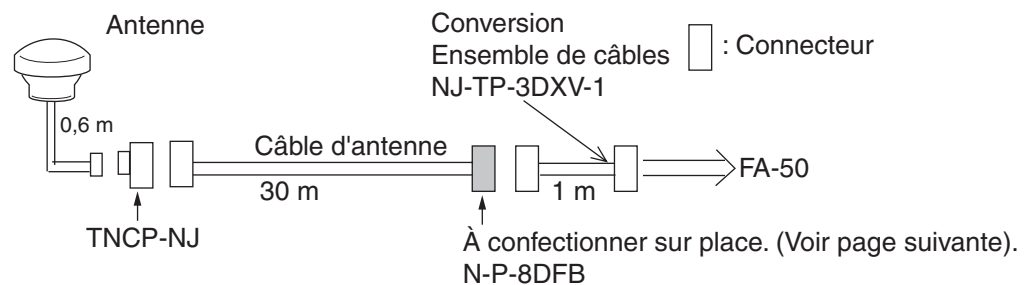 Antenne
Conversion
Ensemble de câbles
NJ-TP-3DXV-1
: Connecteur
0,6 m
Câble d'antenne
30 m
1 m
FA-50
TNCP-NJ
À confectionner sur place. (Voir page suivante).
N-P-8DFB